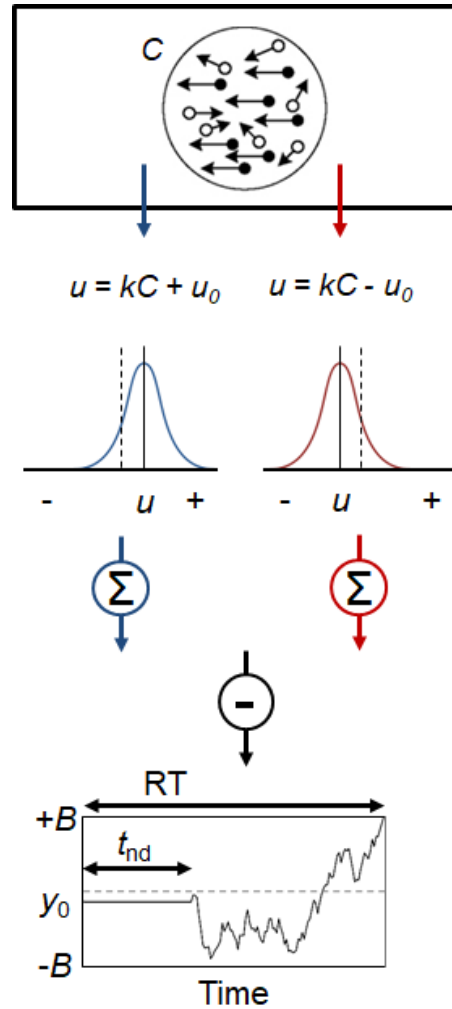 C
u = kC + u₀ u = kC - u₀
- u + - u +
Σ Σ
-
RT
+B
tnd
y₀
-B
Time